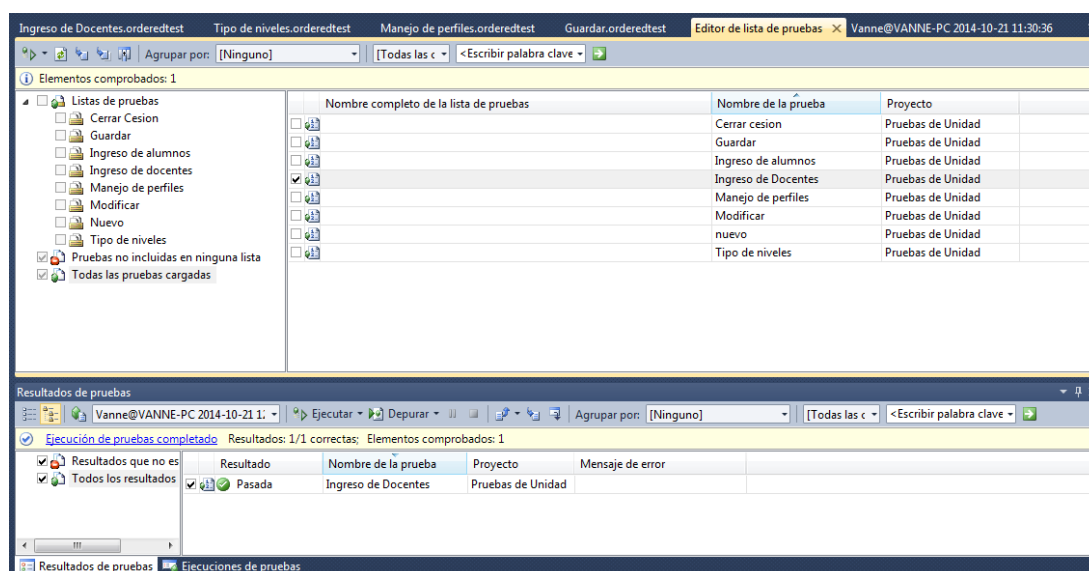 Ingreso de Docentes.orderedtest Tipo de niveles.orderedtest Manejo de perfiles.orderedtest Guardar.orderedtest Editor de lista de pruebas Vanne@VANNE-PC 2014-10-21 11:30:36
Agrupar por: [Ninguno] [Todas las c <Escribir palabra clave
Elementos comprobados: 1
Listas de pruebas
Cerrar Cesion
Guardar
Ingreso de alumnos
Ingreso de docentes
Manejo de perfiles
Modificar
Nuevo
Tipo de niveles
Pruebas no incluidas en ninguna lista
Todas las pruebas cargadas
Nombre completo de la lista de pruebas Nombre de la prueba Proyecto
Cerrar cesion Pruebas de Unidad
Guardar Pruebas de Unidad
Ingreso de alumnos Pruebas de Unidad
Ingreso de Docentes Pruebas de Unidad
Manejo de perfiles Pruebas de Unidad
Modificar Pruebas de Unidad
nuevo Pruebas de Unidad
Tipo de niveles Pruebas de Unidad
Resultados de pruebas
Vanne@VANNE-PC 2014-10-21 1: Ejecutar Depurar Agrupar por: [Ninguno] [Todas las c <Escribir palabra clave
Ejecución de pruebas completado Resultados: 1/1 correctas; Elementos comprobados: 1
Resultados que no es
Todos los resultados
Resultado Nombre de la prueba Proyecto Mensaje de error
Pasada Ingreso de Docentes Pruebas de Unidad
Resultados de pruebas Ejecuciones de pruebas